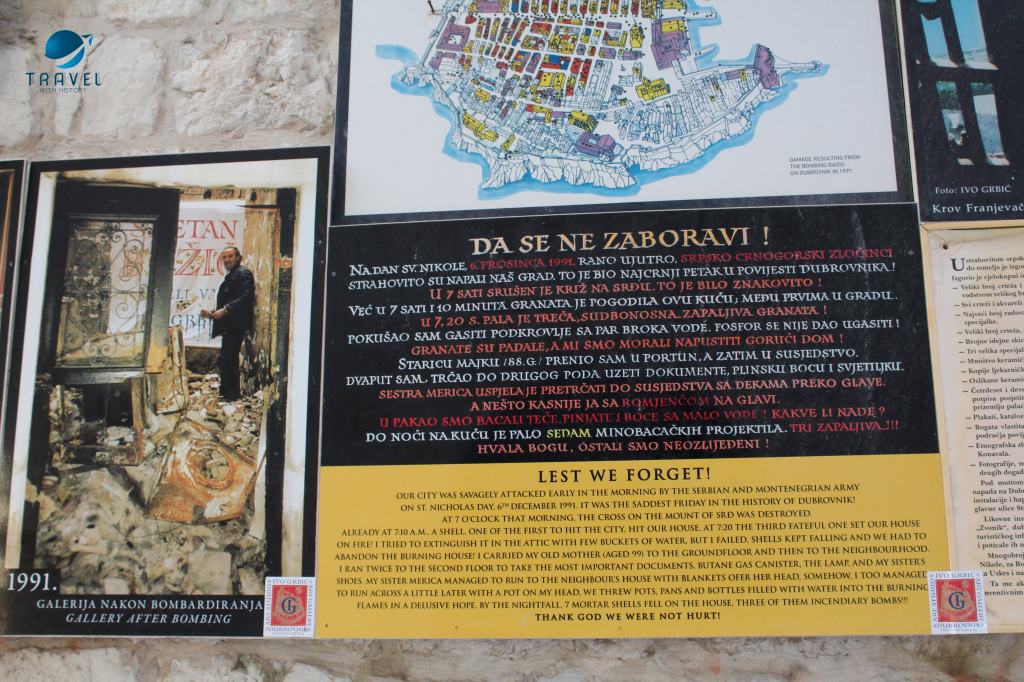 TRAVEL
WITH HISTORY
DAMAGE RESULTING FROM
THE BOMBING RAIDS
ON DUBROVNIK IN 1991
Foto: IVO GRBIĆ
Krov Franjevač
1991.
GALERIJA NAKON BOMBARDIRANJA
GALLERY AFTER BOMBING
IVO GRBIĆ
DUBROVNIK
DA SE NE ZABORAVI !
NA DAN SV. NIKOLE, 6. PROSINCA 1991. RANO UJUTRO, SRPSKO CRNOGORSKI ZLOČINCI
STRAHOVITO SU NAPALI NAŠ GRAD. TO JE BIO NAJCRNJI PETAK U POVIJESTI DUBROVNIKA !
U 7 SATI SRUŠEN JE KRIŽ NA SRĐU. TO JE BILO ZNAKOVITO !
VEĆ U 7 SATI I 10 MINUTA GRANATA JE POGODILA OVU KUĆU; MEĐU PRVIMA U GRADU.
U 7,20 S. PALA JE TREĆA, SUDBONOSNA, ZAPALJIVA GRANATA !
POKUŠAO SAM GASITI PODKROVLJE SA PAR BROKA VODE. FOSFOR SE NIJE DAO UGASITI !
GRANATE SU PADALE, A MI SMO MORALI NAPUSTITI GORUĆI DOM !
STARICU MAJKU /88.G./ PRENIO SAM U PORTUN, A ZATIM U SUSJEDSTVO.
DVAPUT SAM TRČAO DO DRUGOG PODA UZETI DOKUMENTE, PLINSKU BOCU I SVJETILJKU.
SESTRA MERICA USPJELA JE PRETRČATI DO SUSJEDSTVA SA DEKAMA PREKO GLAVE,
A NEŠTO KASNIJE JA SA ROMIJENČOM NA GLAVI.
U PAKAO SMO BACALI TEĆE, PINJATE I BOCE SA MALO VODE ! KAKVE LI NADE ?
DO NOĆI NA KUĆU JE PALO SEDAM MINOBACAČKIH PROJEKTILA. TRI ZAPALJIVA..!!!
HVALA BOGU, OSTALI SMO NEOZLIJEĐENI !
LEST WE FORGET!
OUR CITY WAS SAVAGELY ATTACKED EARLY IN THE MORNING BY THE SERBIAN AND MONTENEGRIAN ARMY
ON ST. NICHOLAS DAY, 6TH DECEMBER 1991. IT WAS THE SADDEST FRIDAY IN THE HISTORY OF DUBROVNIK!
AT 7 O'CLOCK THAT MORNING, THE CROSS ON THE MOUNT OF SRĐ WAS DESTROYED.
ALREADY AT 7:10 A.M., A SHELL, ONE OF THE FIRST TO HIT THE CITY, HIT OUR HOUSE, AT 7:20 THE THIRD FATEFUL ONE SET OUR HOUSE
ON FIRE! I TRIED TO EXTINGUISH IT IN THE ATTIC WITH FEW BUCKETS OF WATER, BUT I FAILED, SHELLS KEPT FALLING AND WE HAD TO
ABANDON THE BURNING HOUSE! I CARRIED MY OLD MOTHER (AGED 99) TO THE GROUNDFLOOR AND THEN TO THE NEIGHBOURHOOD.
I RAN TWICE TO THE SECOND FLOOR TO TAKE THE MOST IMPORTANT DOCUMENTS, BUTANE GAS CANISTER, THE LAMP, AND MY SISTER'S
SHOES. MY SISTER MERICA MANAGED TO RUN TO THE NEIGHBOUR'S HOUSE WITH BLANKETS OFER HER HEAD, SOMEHOW, I TOO MANAGED
TO RUN ACROSS A LITTLE LATER WITH A POT ON MY HEAD, WE THREW POTS, PANS AND BOTTLES FILLED WITH WATER INTO THE BURNING
FLAMES IN A DELUSIVE HOPE. BY THE NIGHTFALL, 7 MORTAR SHELLS FELL ON THE HOUSE, THREE OF THEM INCENDIARY BOMBS!!!
THANK GOD WE WERE NOT HURT!
IVO GRBIĆ
DUBROVNIK